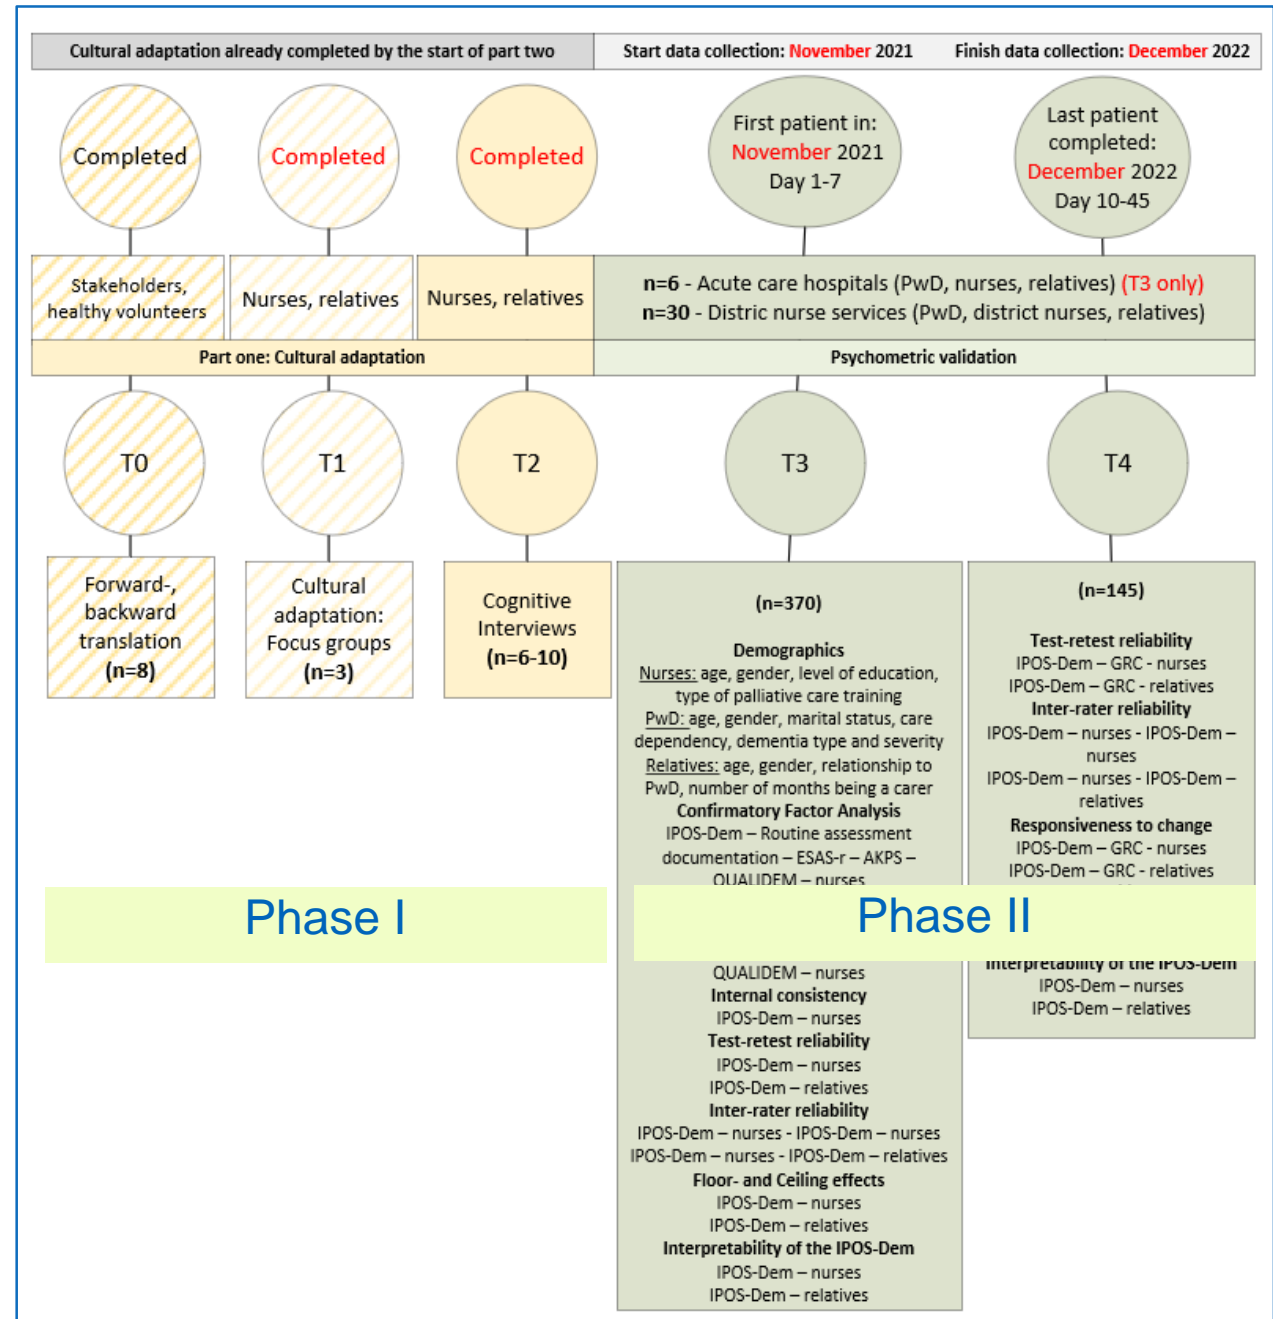 Cultural adaptation already completed by the start of part two
Start data collection: November 2021
Finish data collection: December 2022
Completed
Completed
Completed
First patient in:
November 2021
Day 1-7
Last patient
completed:
December 2022
Day 10-45
Stakeholders,
healthy volunteers
Nurses, relatives
Nurses, relatives
n=6 - Acute care hospitals (PwD, nurses, relatives) (T3 only)
n=30 - Distric nurse services (PwD, district nurses, relatives)
Part one: Cultural adaptation
Psychometric validation
T0
T1
T2
T3
T4
Forward-,
backward
translation
(n=8)
Cultural
adaptation:
Focus groups
(n=3)
Cognitive
Interviews
(n=6-10)
(n=370)
Demographics
Nurses: age, gender, level of education,
type of palliative care training
PwD: age, gender, marital status, care
dependency, dementia type and severity
Relatives: age, gender, relationship to
PwD, number of months being a carer
Confirmatory Factor Analysis
IPOS-Dem – Routine assessment
documentation – ESAS-r – AKPS –
QUALIDEM – nurses
QUALIDEM – nurses
Internal consistency
IPOS-Dem – nurses
Test-retest reliability
IPOS-Dem – nurses
IPOS-Dem – relatives
Inter-rater reliability
IPOS-Dem – nurses - IPOS-Dem – nurses
IPOS-Dem – nurses - IPOS-Dem – relatives
Floor- and Ceiling effects
IPOS-Dem – nurses
IPOS-Dem – relatives
Interpretability of the IPOS-Dem
IPOS-Dem – nurses
IPOS-Dem – relatives
(n=145)
Test-retest reliability
IPOS-Dem – GRC - nurses
IPOS-Dem – GRC - relatives
Inter-rater reliability
IPOS-Dem – nurses - IPOS-Dem –
nurses
IPOS-Dem – nurses - IPOS-Dem –
relatives
Responsiveness to change
IPOS-Dem – GRC - nurses
IPOS-Dem – GRC - relatives
Interpretability of the IPOS-Dem
IPOS-Dem – nurses
IPOS-Dem – relatives
Phase I
Phase II